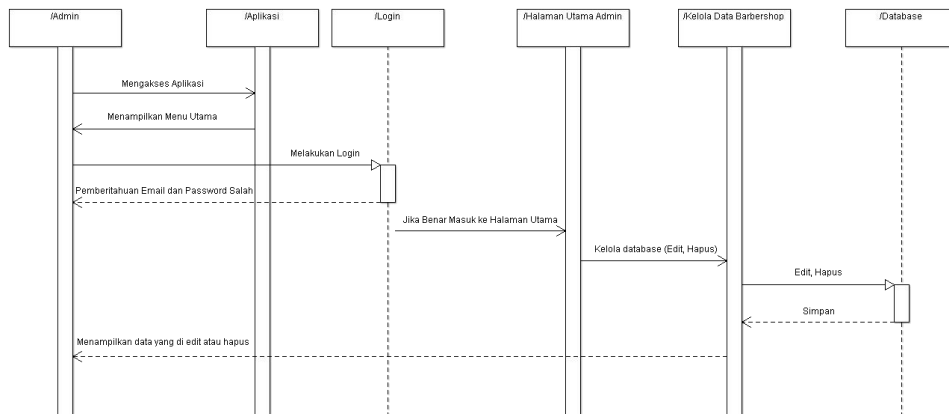 /Admin
/Aplikasi
/Login
/Halaman Utama Admin
/Kelola Data Barbershop
/Database
Mengakses Aplikasi
Menampilkan Menu Utama
Melakukan Login
Pemberitahuan Email dan Password Salah
Jika Benar Masuk ke Halaman Utama
Kelola database (Edit, Hapus)
Edit, Hapus
Simpan
Menampilkan data yang di edit atau hapus